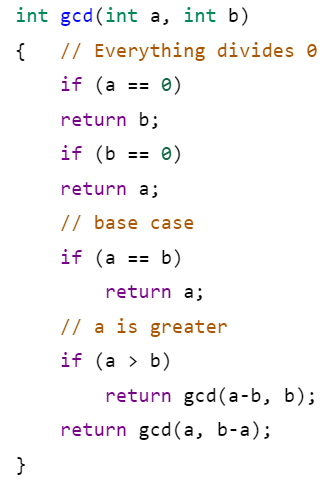 int gcd(int a, int b)
{   // Everything divides 0
    if (a == 0)
    return b;
    if (b == 0)
    return a;
    // base case
    if (a == b)
        return a;
    // a is greater
    if (a > b)
        return gcd(a-b, b);
    return gcd(a, b-a);
}